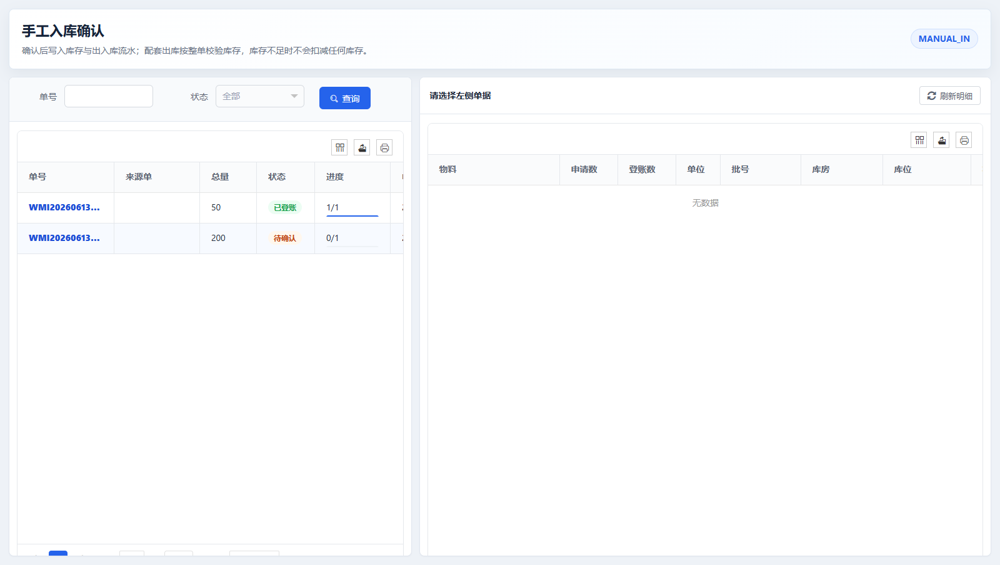 手工入库确认
确认后写入库存与出入库流水；配套出库按整单校验库存，库存不足时不会扣减任何库存。
MANUAL_IN
单号
状态 全部
查询
单号 来源单 总量 状态 进度
WMI20260613... 50 已登账 1/1
WMI20260613... 200 待确认 0/1
请选择左侧单据
刷新明细
物料 申请数 登账数 单位 批号 库房 库位
无数据